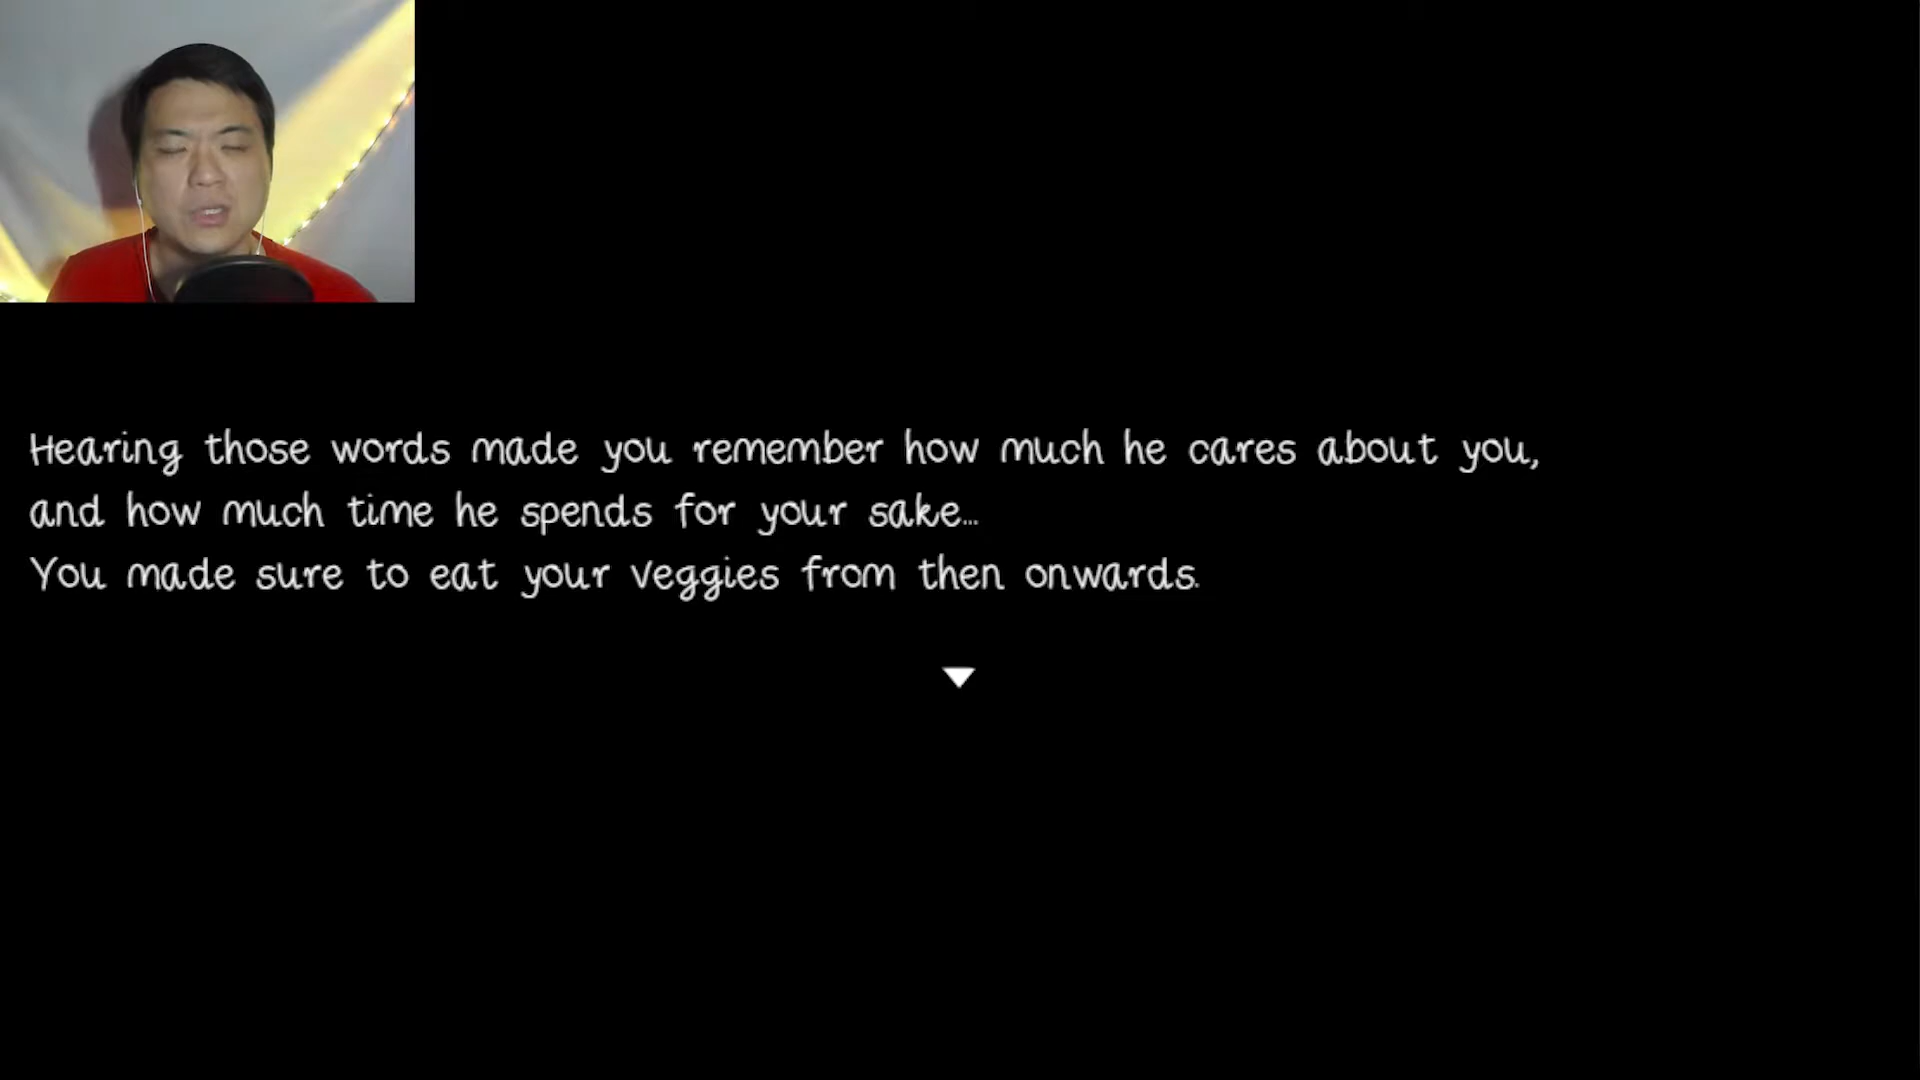 Hearing those words made you remember how much he cares about you,
and how much time he spends for your sake...
You made sure to eat your veggies from then onwards.